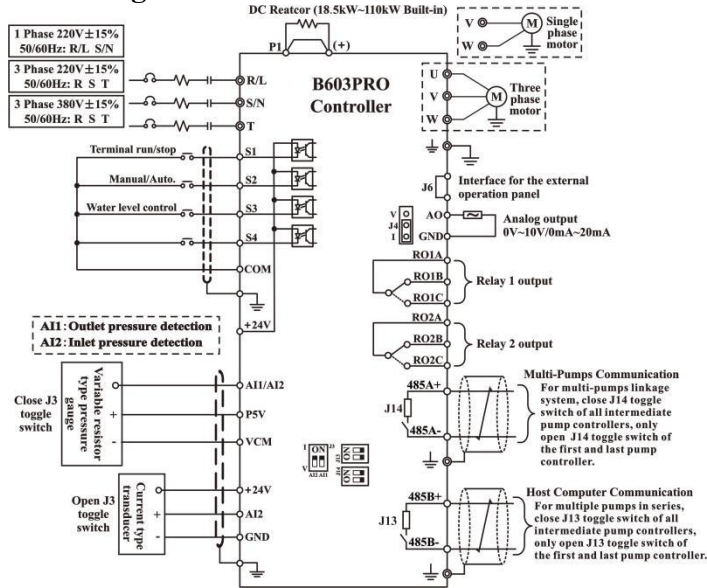 DC Reatcor (18.5kW~110kW Built-in)
P1
(+)
1 Phase 220V±15%
50/60Hz: R/L S/N
3 Phase 220V±15%
50/60Hz: R S T
3 Phase 380V±15%
50/60Hz: R S T
R/L
S/N
T
B603PRO
Controller
V
W
M
Single
phase
motor
U
V
W
M
Three
phase
motor
Terminal run/stop
S1
Manual/Auto.
S2
Water level control
S3
S4
COM
+24V
J6
Interface for the external
operation panel
V
J4
I
AO
GND
Analog output
0V~10V/0mA~20mA
RO1A
RO1B
RO1C
Relay 1 output
RO2A
RO2B
RO2C
Relay 2 output
AI1: Outlet pressure detection
AI2: Inlet pressure detection
Close J3
toggle
switch
Variable resistor
type pressure
gauge
+
-
AI1/AI2
P5V
VCM
Open J3
toggle
switch
Current type
transducer
+
-
+24V
AI2
GND
I
V
ON
J3
AI2 AI1
J13
ON
J14
ON
485A+
J14
485A-
Multi-Pumps Communication
For multi-pumps linkage
system, close J14 toggle
switch of all intermediate
pump controllers, only
open J14 toggle switch of
the first and last pump
controller.
485B+
J13
485B-
Host Computer Communication
For multiple pumps in series,
close J13 toggle switch of all
intermediate pump controllers,
only open J13 toggle switch of
the first and last pump controller.